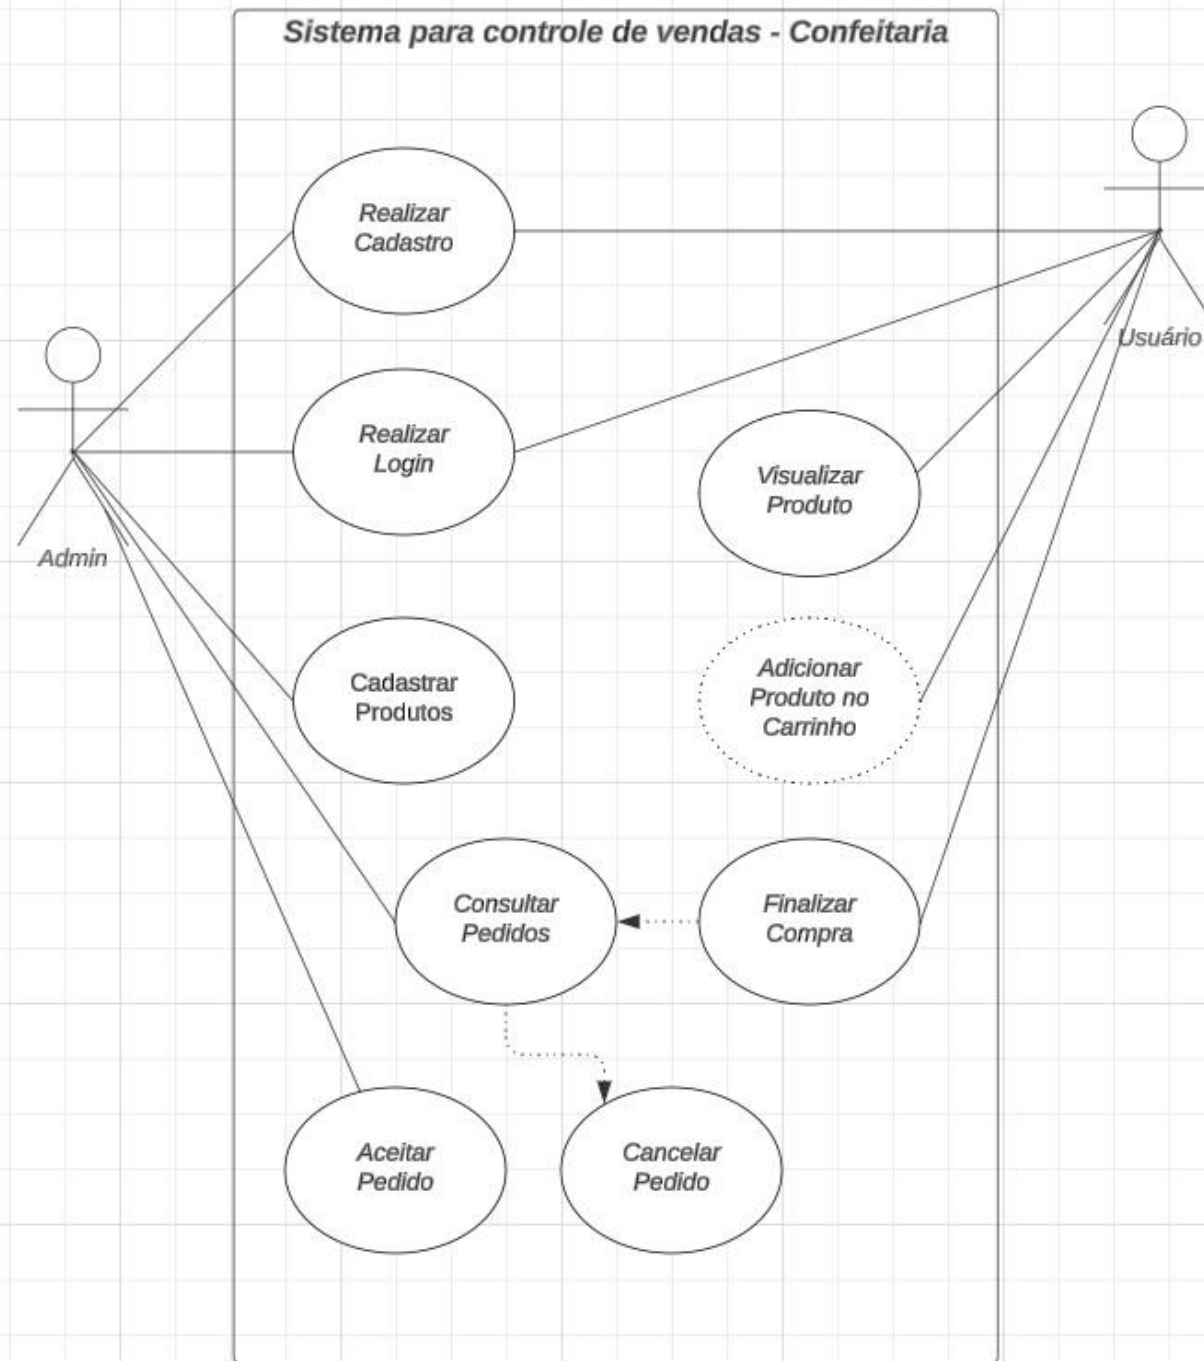 Sistema para controle de vendas - Confeitaria
Realizar
Cadastro
Usuário
Realizar
Login
Visualizar
Produto
Admin
Cadastrar
Produtos
Adicionar
Produto no
Carrinho
Consultar
Pedidos
Finalizar
Compra
Aceitar
Pedido
Cancelar
Pedido